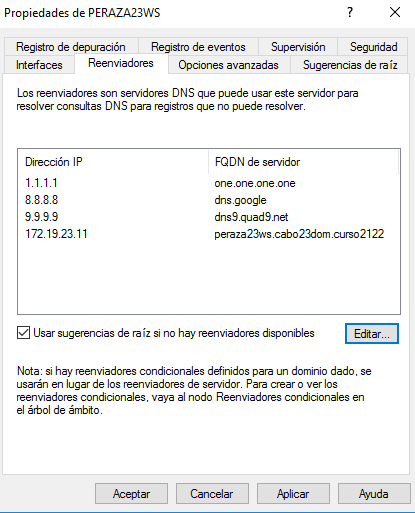 Propiedades de PERAZA23WS
?
Registro de depuración Registro de eventos Supervisión Seguridad
Interfaces Reenviadores Opciones avanzadas Sugerencias de raíz
Los reenviadores son servidores DNS que puede usar este servidor para
resolver consultas DNS para registros que no puede resolver.
Dirección IP FQDN de servidor
1.1.1.1 one.one.one.one
8.8.8.8 dns.google
9.9.9.9 dns9.quad9.net
172.19.23.11 peraza23ws.cabo23dom.curso2122
Usar sugerencias de raíz si no hay reenviadores disponibles Editar...
Nota: si hay reenviadores condicionales definidos para un dominio dado, se
usarán en lugar de los reenviadores de servidor. Para crear o ver los
reenviadores condicionales, vaya al nodo Reenviadores condicionales en
el árbol de ámbito.
Aceptar Cancelar Aplicar Ayuda